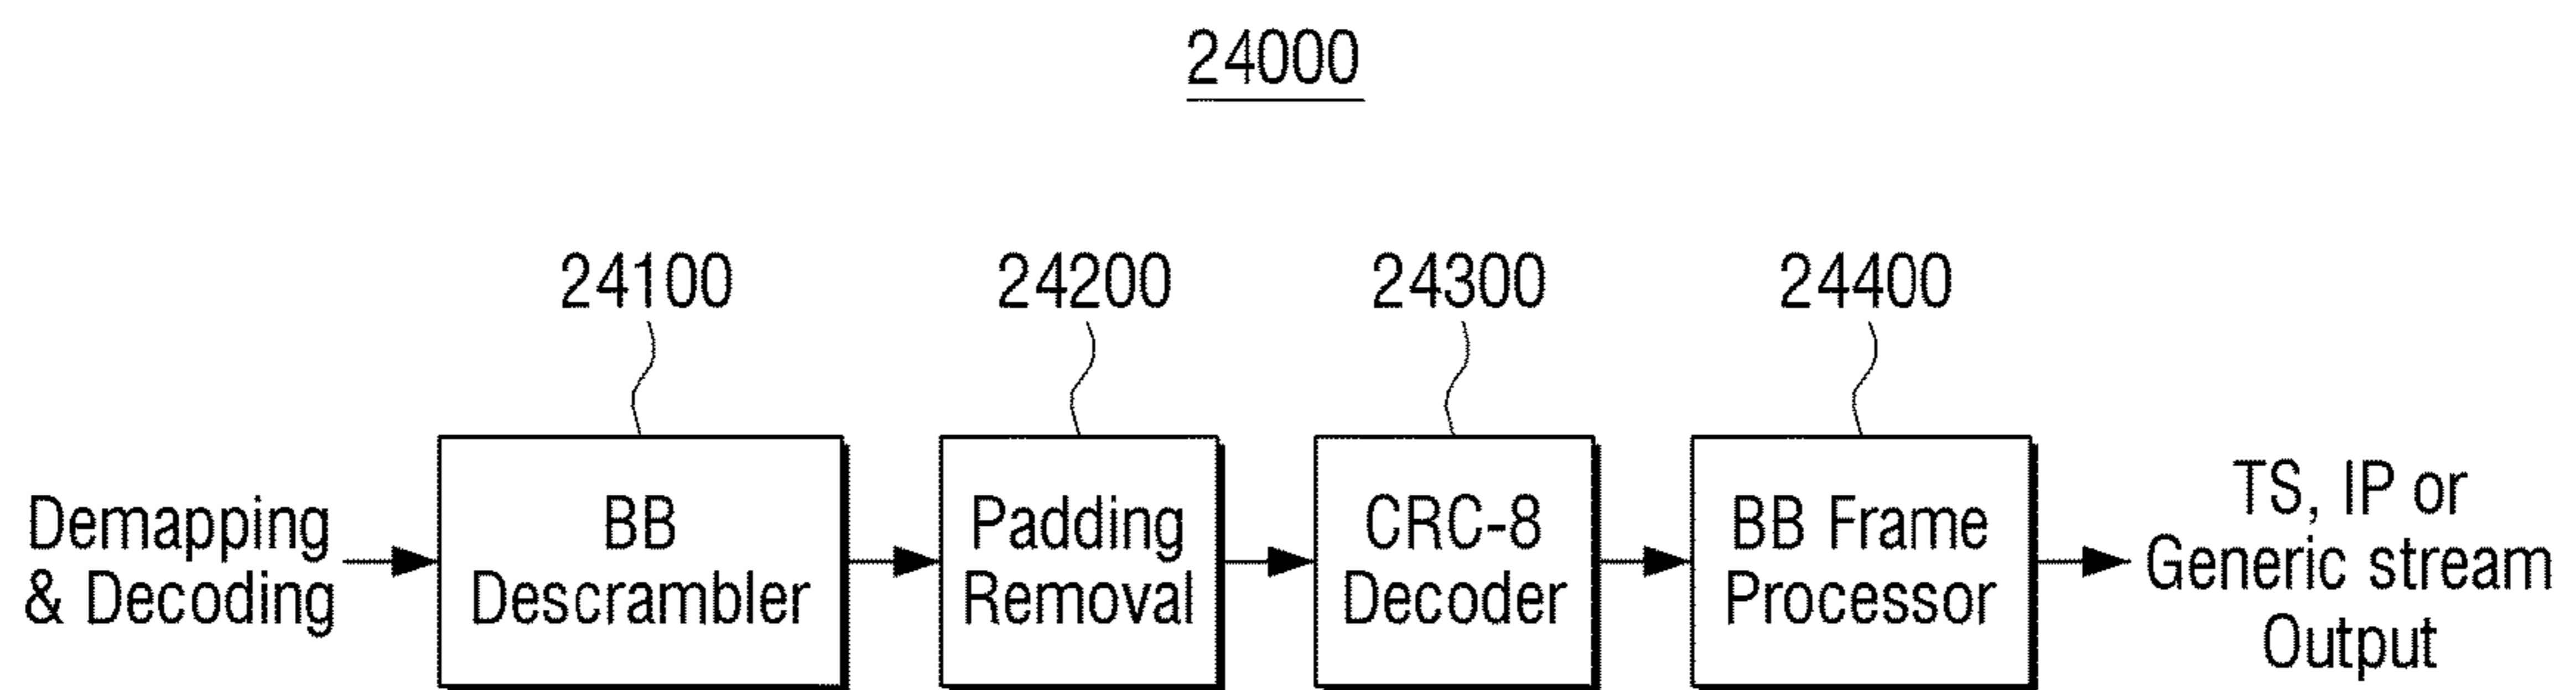 24000
24100
24200
24300
24400
Demapping
& Decoding
BB
Descrambler
Padding
Removal
CRC-8
Decoder
BB Frame
Processor
TS, IP or
Generic stream
Output